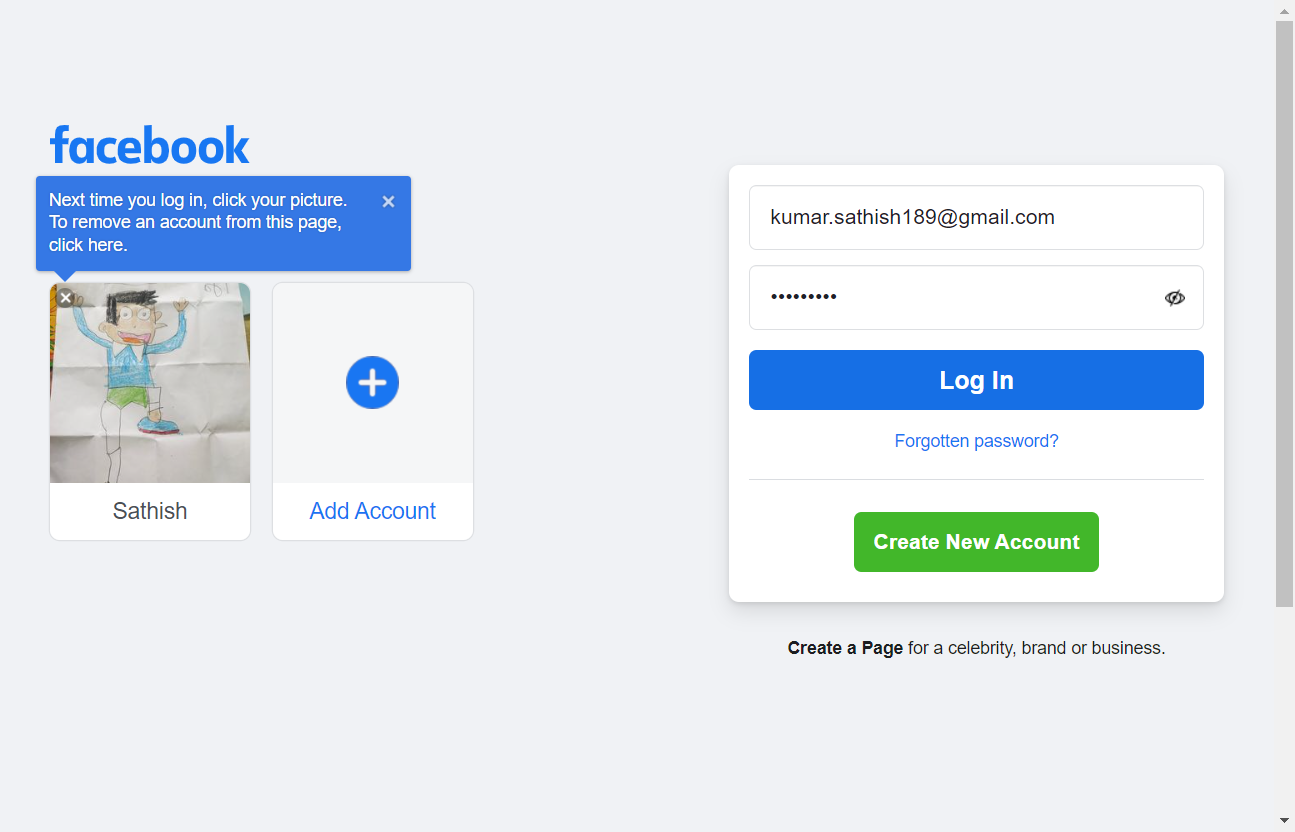 facebook
Next time you log in, click your picture.
To remove an account from this page,
click here.
Sathish
Add Account
kumar.sathish189@gmail.com
•••••••••
Log In
Forgotten password?
Create New Account
Create a Page for a celebrity, brand or business.